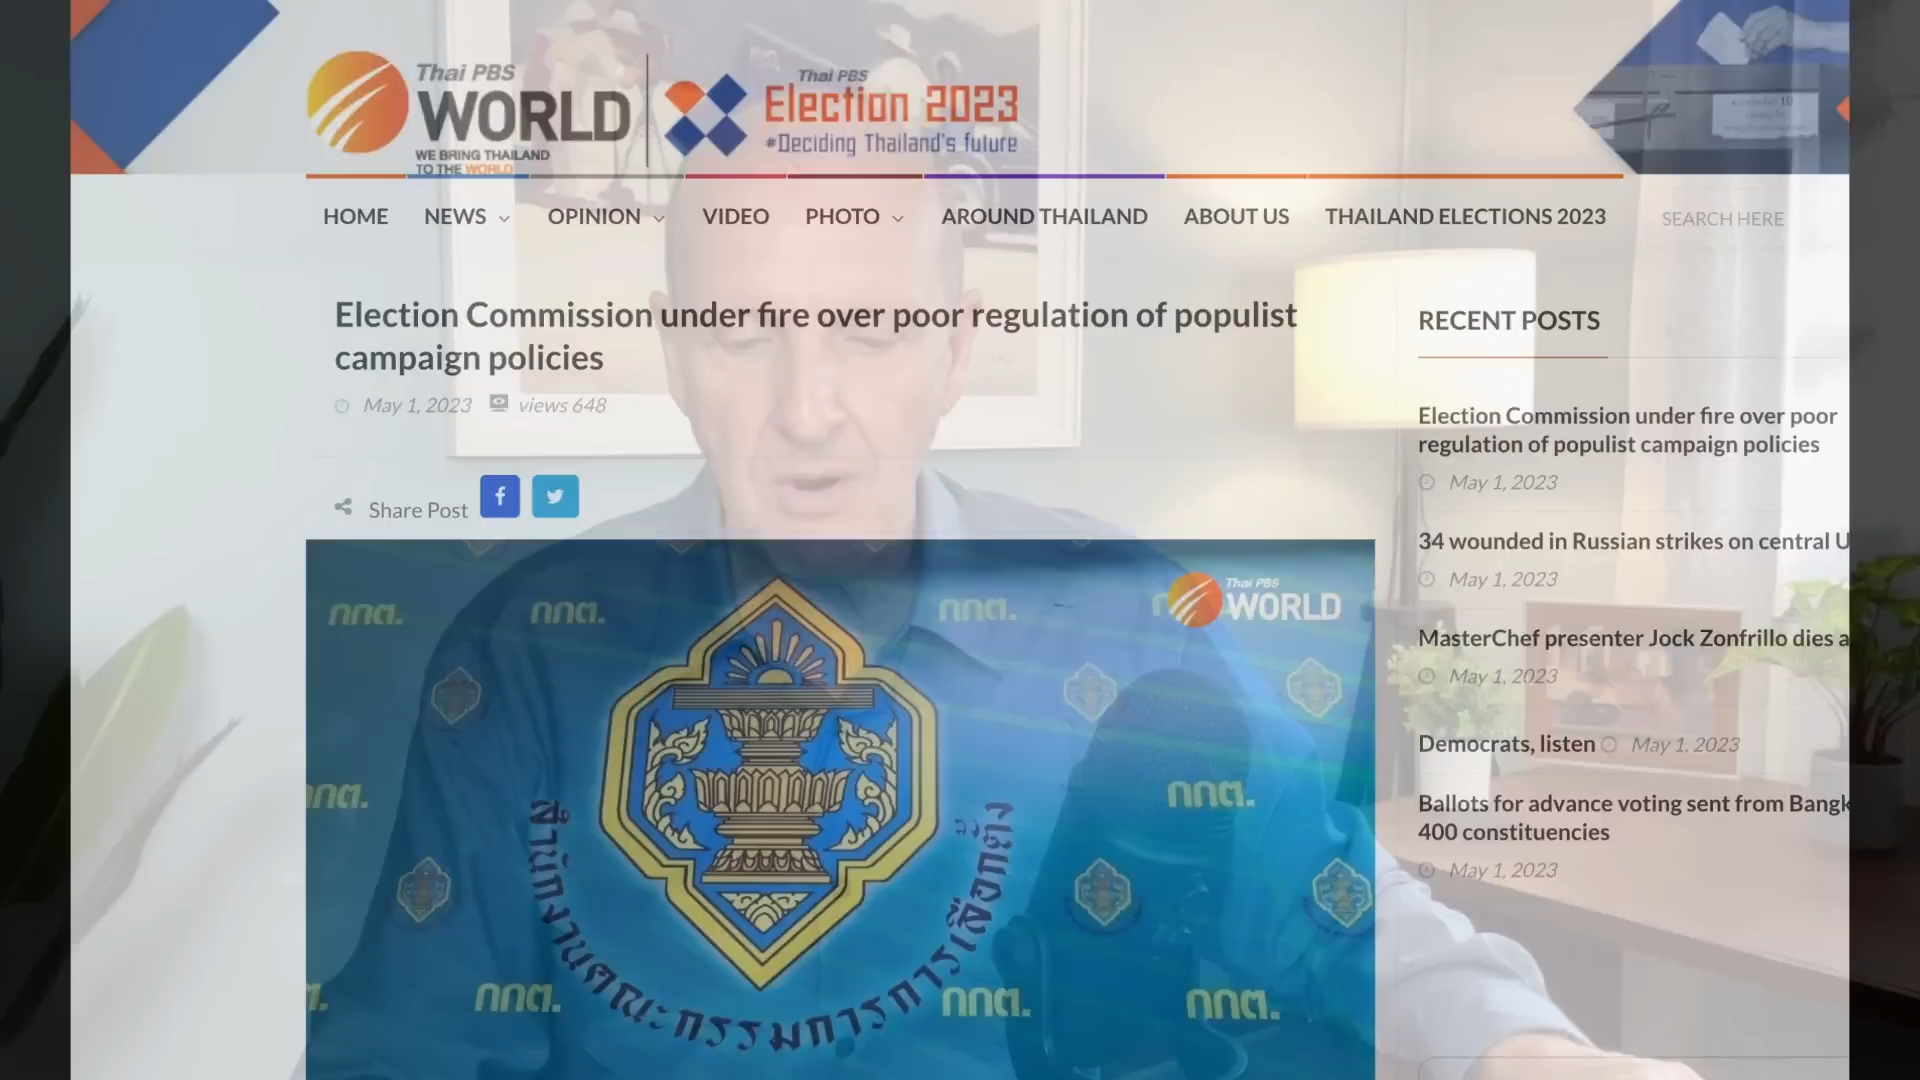 Thai PBS
WORLD
WE BRING THAILAND
TO THE WORLD
Thai PBS
Election 2023
#Deciding Thailand's future
HOME NEWS OPINION VIDEO PHOTO AROUND THAILAND ABOUT US THAILAND ELECTIONS 2023 SEARCH HERE
Election Commission under fire over poor regulation of populist
campaign policies
May 1, 2023 views 648
Share Post
Thai PBS
WORLD
กกต. กกต. กกต.
กกต. กกต.
กกต. กกต. กกต.
สำนักงานคณะกรรมการการเลือกตั้ง
RECENT POSTS
Election Commission under fire over poor
regulation of populist campaign policies
May 1, 2023
34 wounded in Russian strikes on central U
May 1, 2023
MasterChef presenter Jock Zonfrillo dies a
May 1, 2023
Democrats, listen May 1, 2023
Ballots for advance voting sent from Bangk
400 constituencies
May 1, 2023